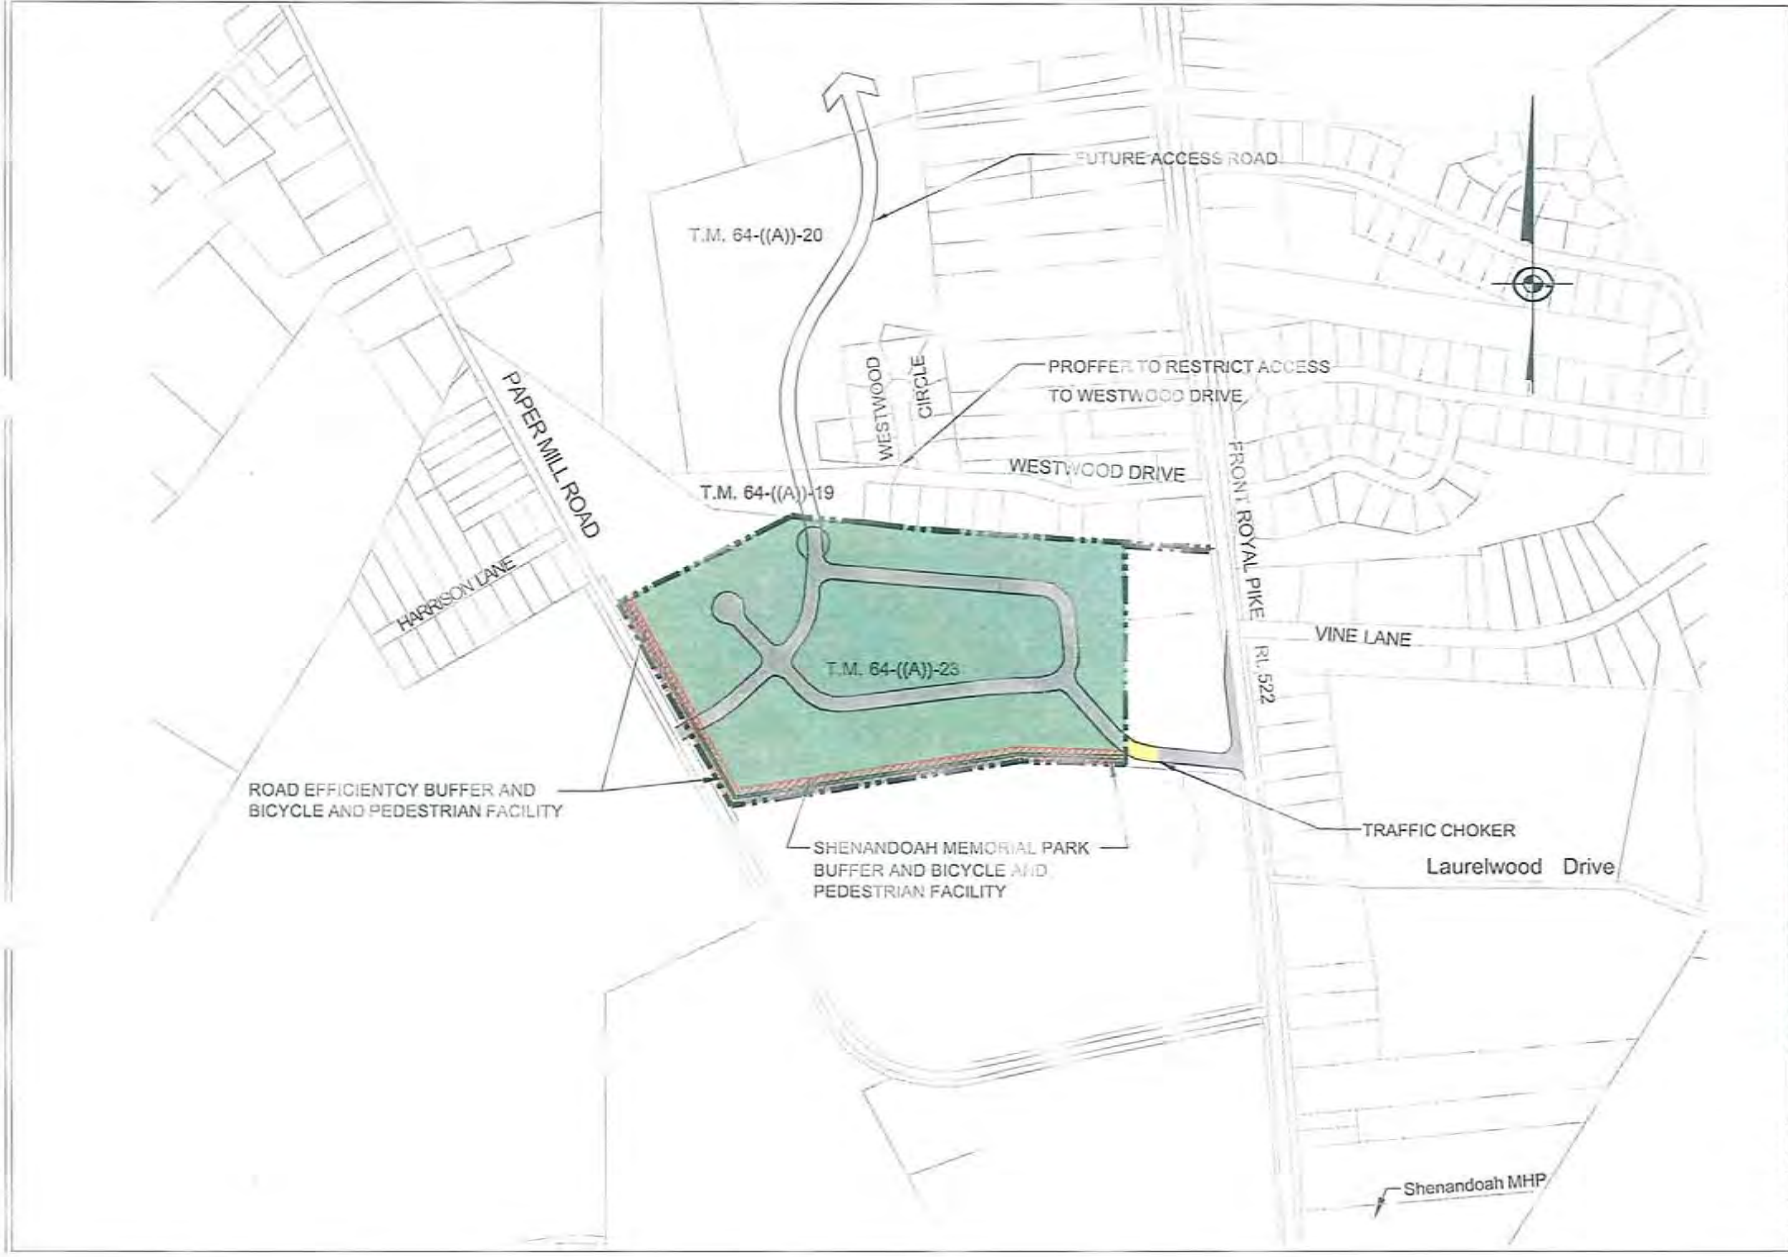 FUTURE ACCESS ROAD
T.M. 64-((A))-20
PROFFER TO RESTRICT ACCESS
TO WESTWOOD DRIVE
WESTWOOD
CIRCLE
PAPER MILL ROAD
WESTWOOD DRIVE
FRONT ROYAL PIKE
RT. 522
T.M. 64-((A))-19
HARRISON LANE
VINE LANE
T.M. 64-((A))-23
ROAD EFFICIENTCY BUFFER AND
BICYCLE AND PEDESTRIAN FACILITY
TRAFFIC CHOKER
SHENANDOAH MEMORIAL PARK
BUFFER AND BICYCLE AND
PEDESTRIAN FACILITY
Laurelwood Drive
Shenandoah MHP